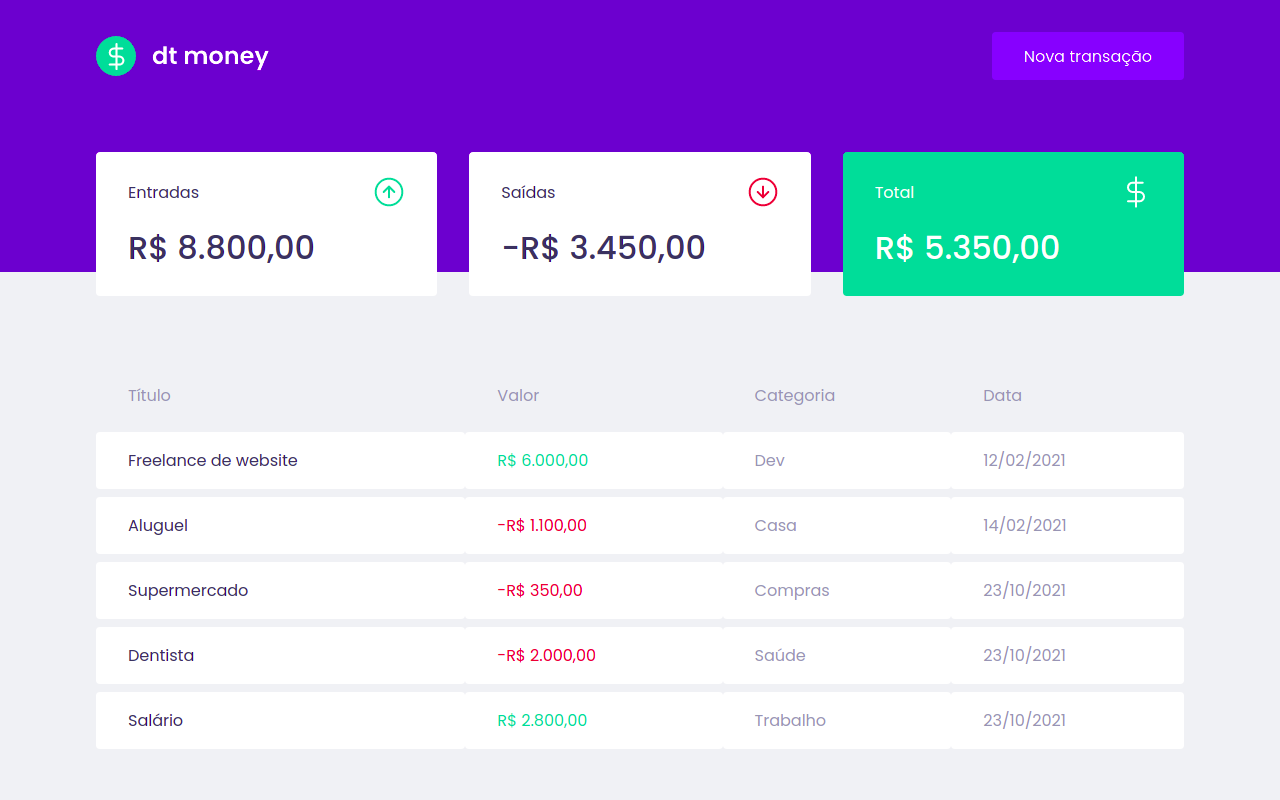 dt money
Nova transação
Entradas
R$ 8.800,00
Saídas
-R$ 3.450,00
Total
R$ 5.350,00
Título Valor Categoria Data
Freelance de website R$ 6.000,00 Dev 12/02/2021
Aluguel -R$ 1.100,00 Casa 14/02/2021
Supermercado -R$ 350,00 Compras 23/10/2021
Dentista -R$ 2.000,00 Saúde 23/10/2021
Salário R$ 2.800,00 Trabalho 23/10/2021